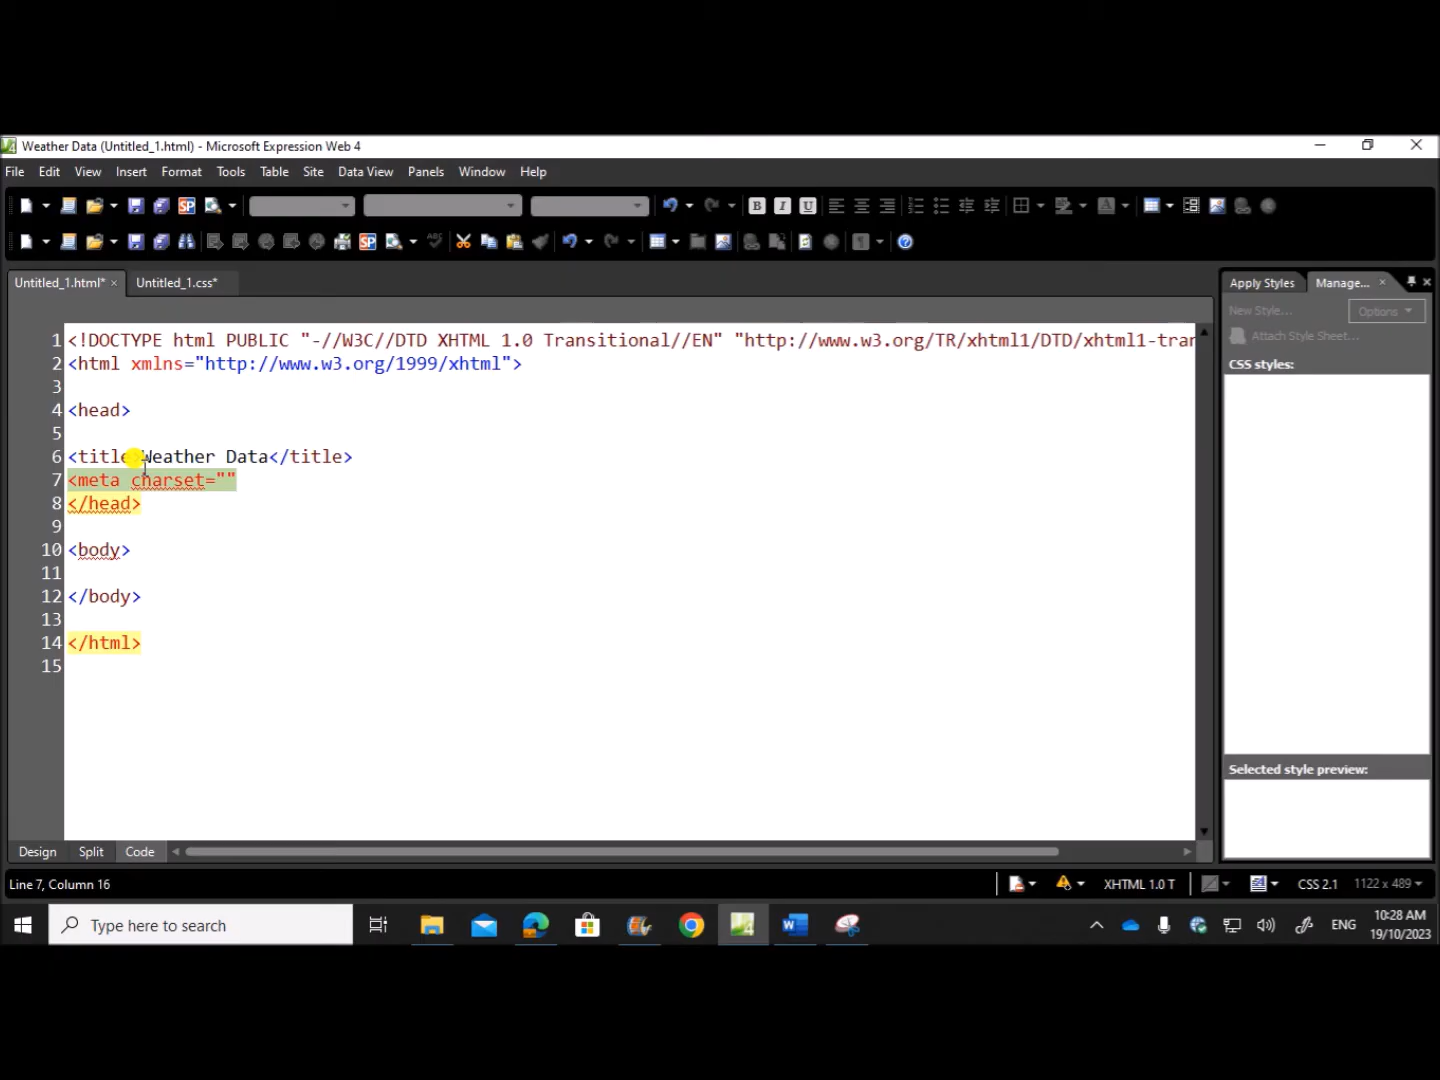 Weather Data (Untitled_1.html) - Microsoft Expression Web 4
File Edit View Insert Format Site Tools Table Site Data View Panels Window Help
Untitled_1.html* × Untitled_1.css*
Apply Styles Manage... ×
New Style... Options
Attach Style Sheet...
CSS styles:
1 <!DOCTYPE html PUBLIC "-//W3C//DTD XHTML 1.0 Transitional//EN" "http://www.w3.org/TR/xhtml1/DTD/xhtml1-tran
2 <html xmlns="http://www.w3.org/1999/xhtml">
3
4 <head>
5
6 <title>Weather Data</title>
7 <meta charset=""
8 </head>
9
10 <body>
11
12 </body>
13
14 </html>
15
Selected style preview:
Design Split Code
Line 7, Column 16
XHTML 1.0 T CSS 2.1 1122 x 489
Type here to search
ENG
10:28 AM
19/10/2023